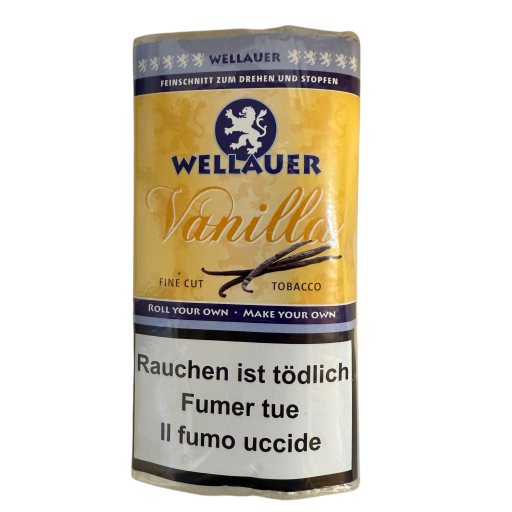 WELLAUER
FEINSCHNITT ZUM DREHEN UND STOPFEN
WELLAUER
Vanilla
FINE CUT TOBACCO
ROLL YOUR OWN · MAKE YOUR OWN
Rauchen ist tödlich
Fumer tue
Il fumo uccide